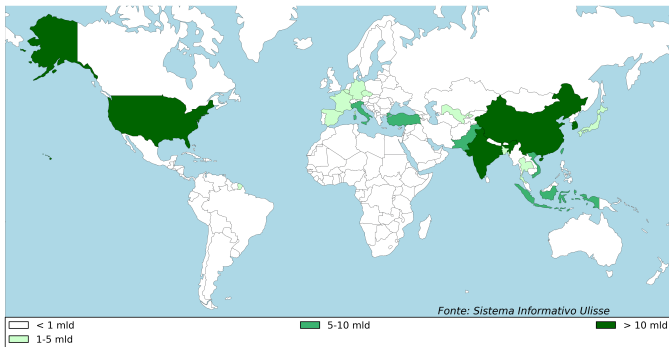 Fonte: Sistema Informativo Ulisse
< 1 mld
5-10 mld
> 10 mld
1-5 mld